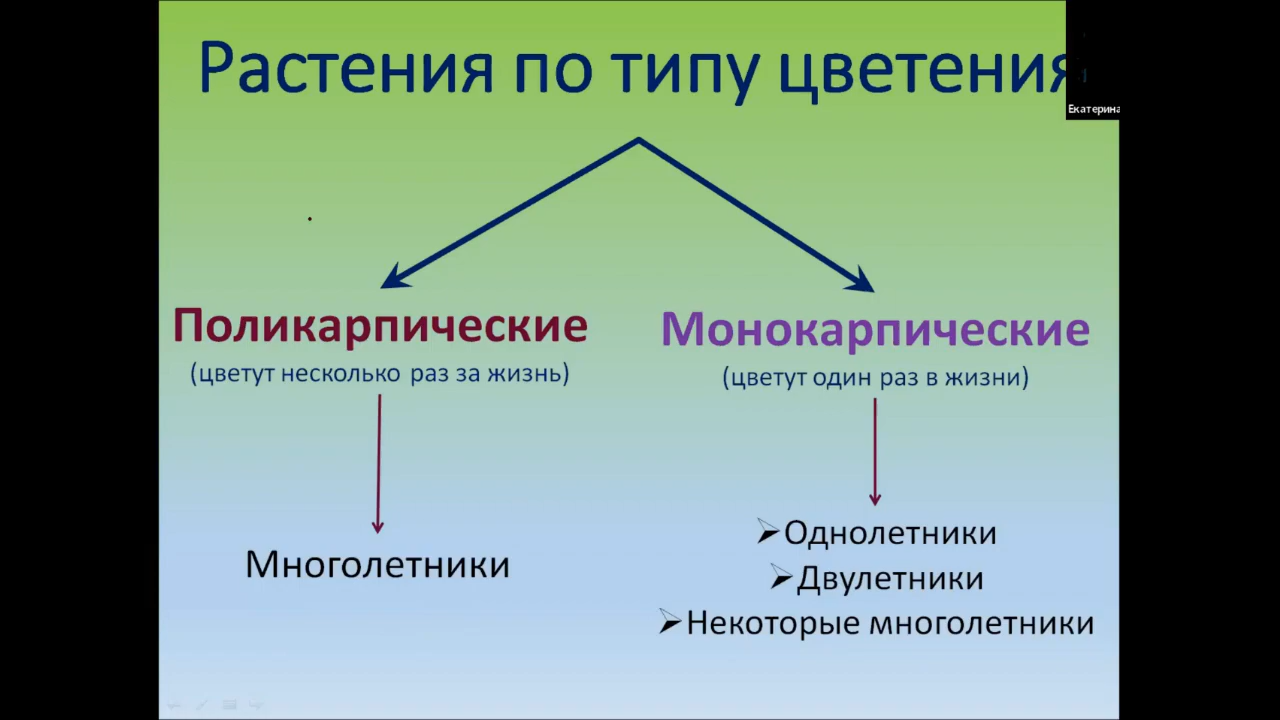 Растения по типу цветения
Екатерина
Поликарпические
(цветут несколько раз за жизнь)
Многолетники
Монокарпические
(цветут один раз в жизни)
Однолетники
Двулетники
Некоторые многолетники